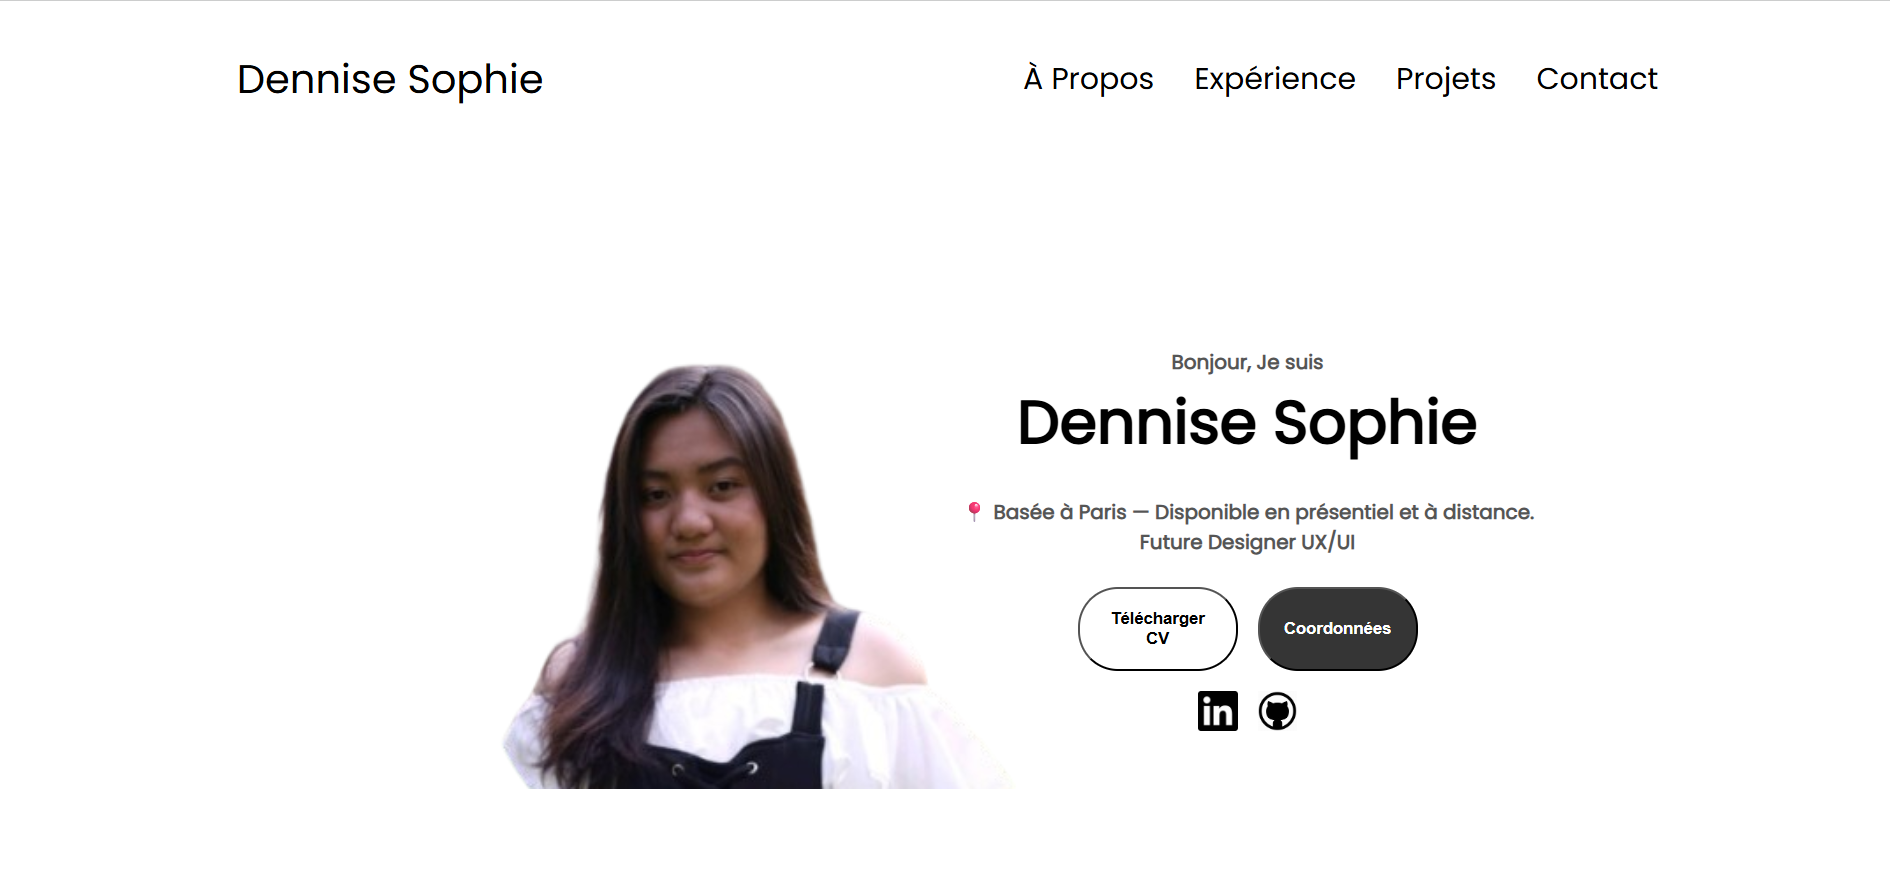 Dennise Sophie
À Propos Expérience Projets Contact
Bonjour, Je suis
Dennise Sophie
📍 Basée à Paris — Disponible en présentiel et à distance.
Future Designer UX/UI
Télécharger
CV
Coordonnées
in